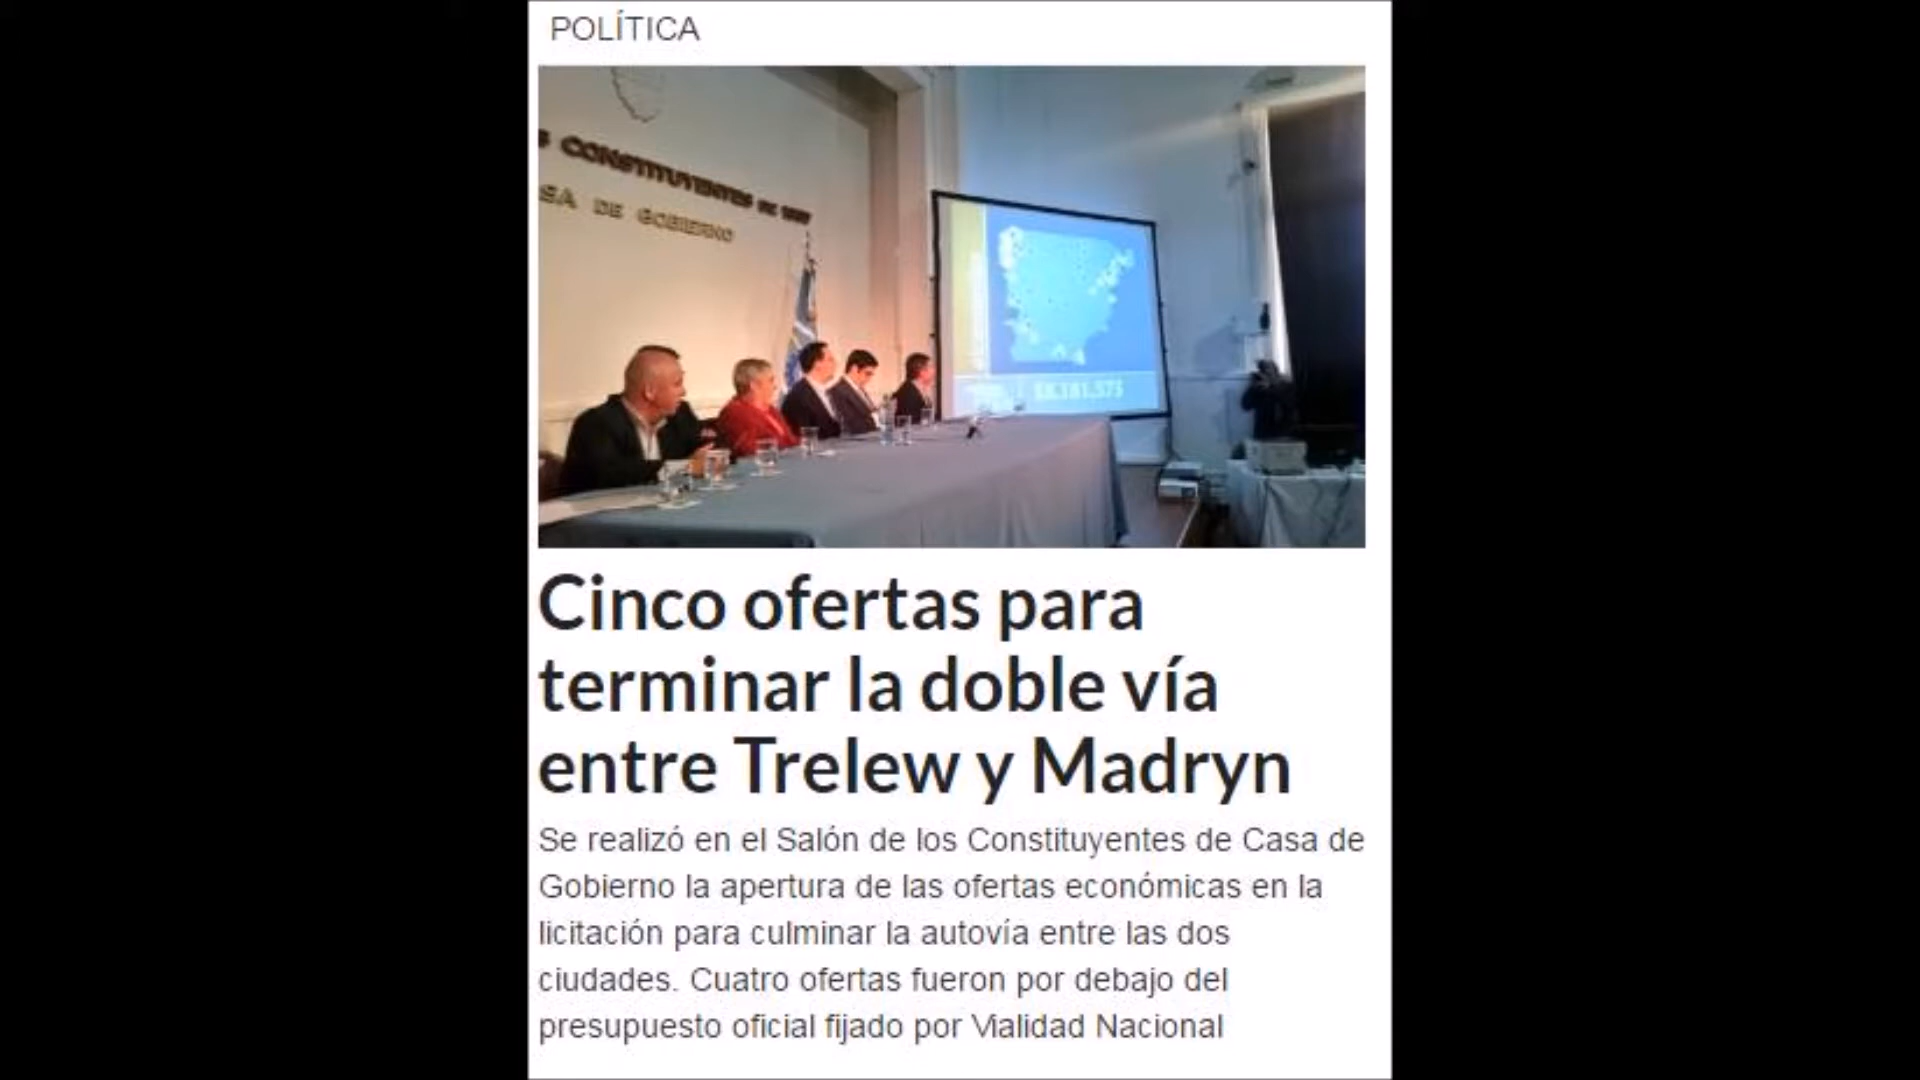 POLÍTICA
CONSTITUYENTES DE
DE GOBIERNO
Cinco ofertas para
terminar la doble vía
entre Trelew y Madryn
Se realizó en el Salón de los Constituyentes de Casa de
Gobierno la apertura de las ofertas económicas en la
licitación para culminar la autovía entre las dos
ciudades. Cuatro ofertas fueron por debajo del
presupuesto oficial fijado por Vialidad Nacional